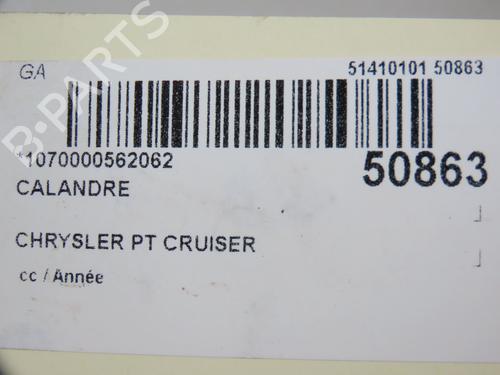 GA
51410101 50863
*1070000562062
50863
CALANDRE
CHRYSLER PT CRUISER
cc / Année
B-PARTS